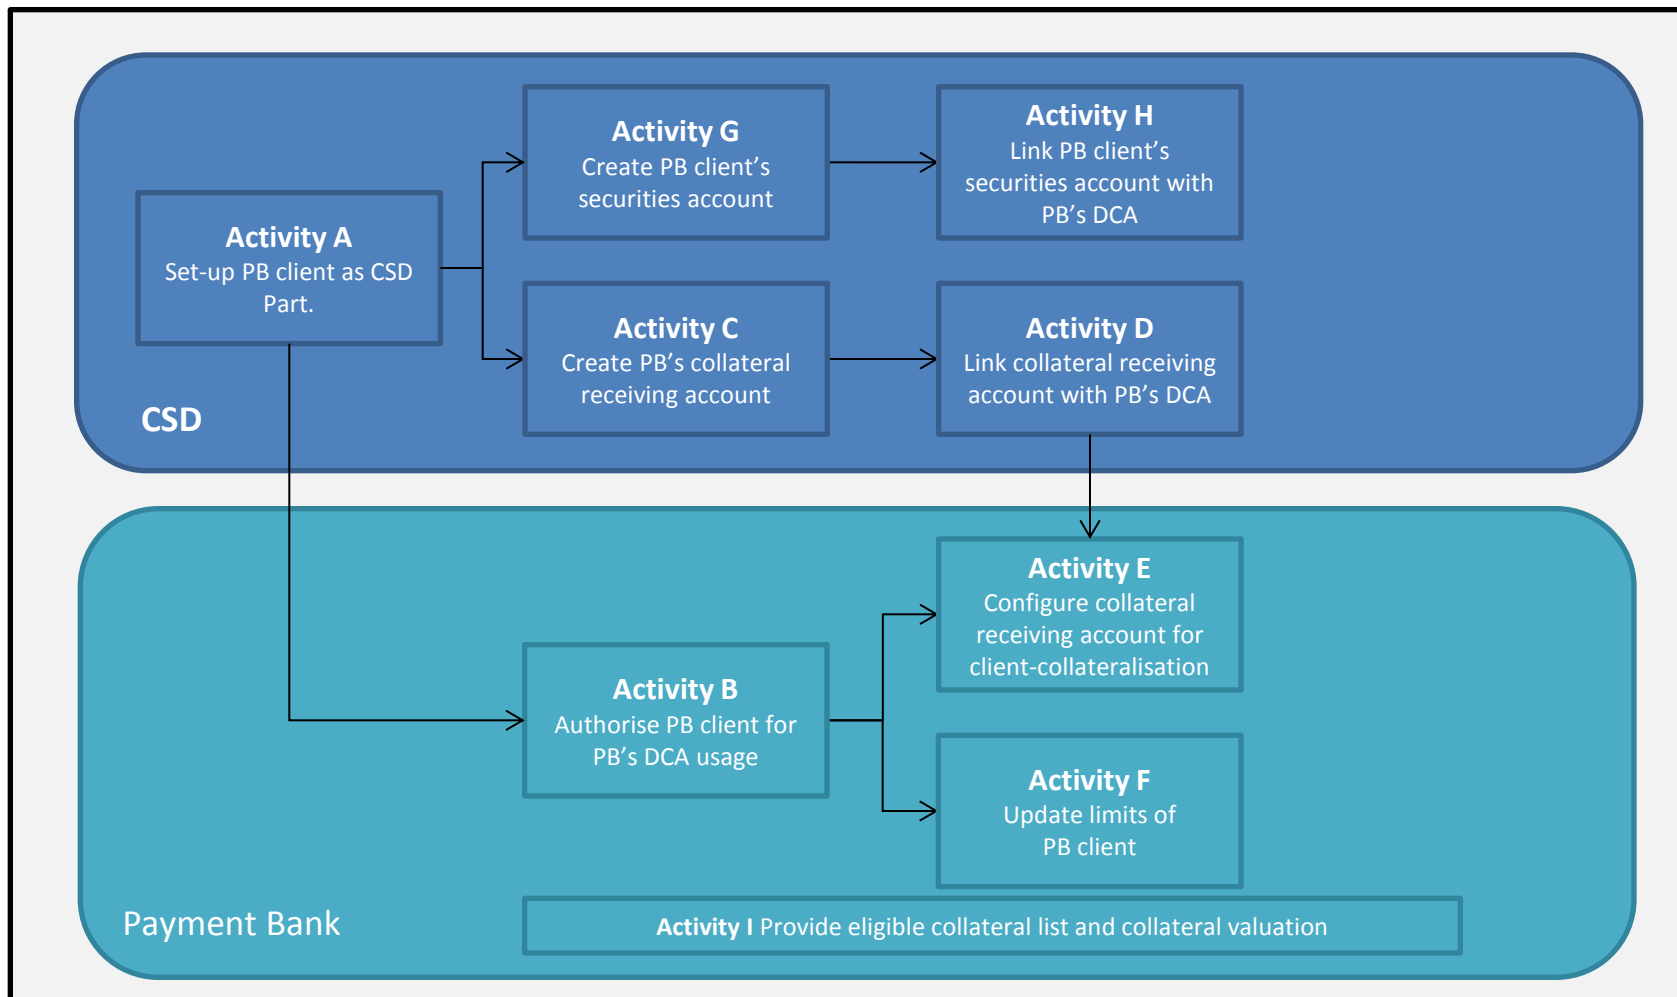 Activity G
Create PB client’s
securities account
Activity H
Link PB client’s
securities account with
PB’s DCA
Activity A
Set-up PB client as CSD
Part.
Activity C
Create PB’s collateral
receiving account
Activity D
Link collateral receiving
account with PB’s DCA
CSD
Activity E
Configure collateral
receiving account for
client-collateralisation
Activity B
Authorise PB client for
PB’s DCA usage
Activity F
Update limits of
PB client
Payment Bank
Activity I Provide eligible collateral list and collateral valuation